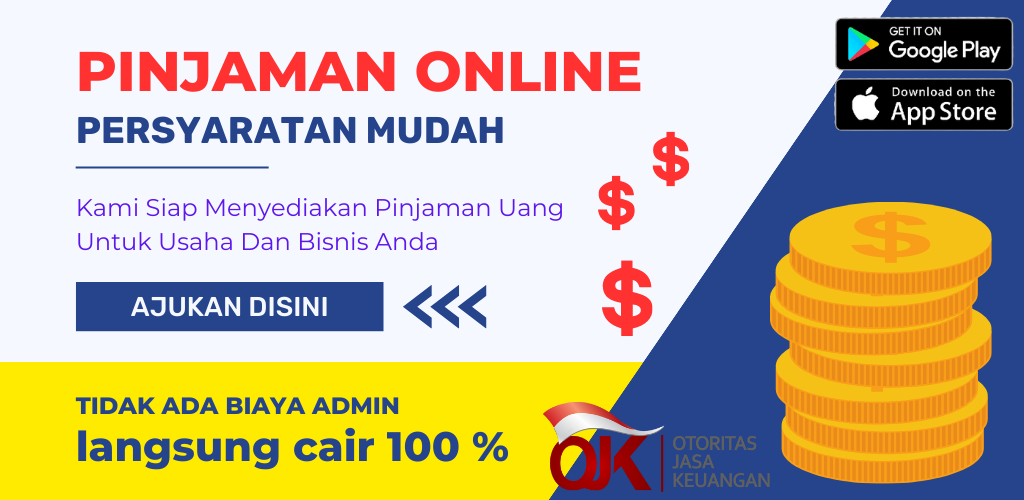 PINJAMAN ONLINE
PERSYARATAN MUDAH
Kami Siap Menyediakan Pinjaman Uang
Untuk Usaha Dan Bisnis Anda
AJUKAN DISINI
TIDAK ADA BIAYA ADMIN
langsung cair 100 %
GET IT ON
Google Play
Download on the
App Store
$
$
$
$
OJK
OTORITAS
JASA
KEUANGAN